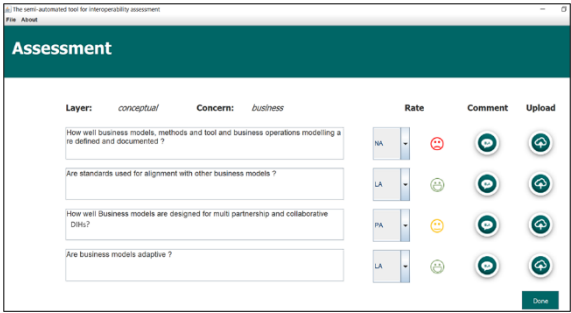 The semi-automated tool for interoperability assessment
File About
Assessment
Layer: conceptual Concern: business Rate Comment Upload
How well business models, methods and tool and business operations modelling a
re defined and documented ?
NA
Are standards used for alignment with other business models ?
LA
How well Business models are designed for multi partnership and collaborative
DIHs?
PA
Are business models adaptive ?
LA
Done